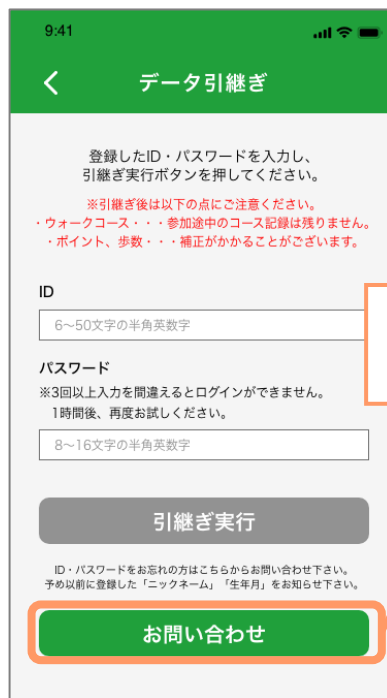 9:41
データ引継ぎ
登録したID・パスワードを入力し、
引継ぎ実行ボタンを押してください。
※引継ぎ後は以下の点にご注意ください。
・ウォークコース・・・参加途中のコース記録は残りません。
・ポイント、歩数・・・補正がかかることがございます。
ID
6〜50文字の半角英数字
パスワード
※3回以上入力を間違えるとログインができません。
1時間後、再度お試しください。
8〜16文字の半角英数字
引継ぎ実行
ID・パスワードをお忘れの方はこちらからお問い合わせ下さい。
予め以前に登録した「ニックネーム」「生年月」をお知らせ下さい。
お問い合わせ